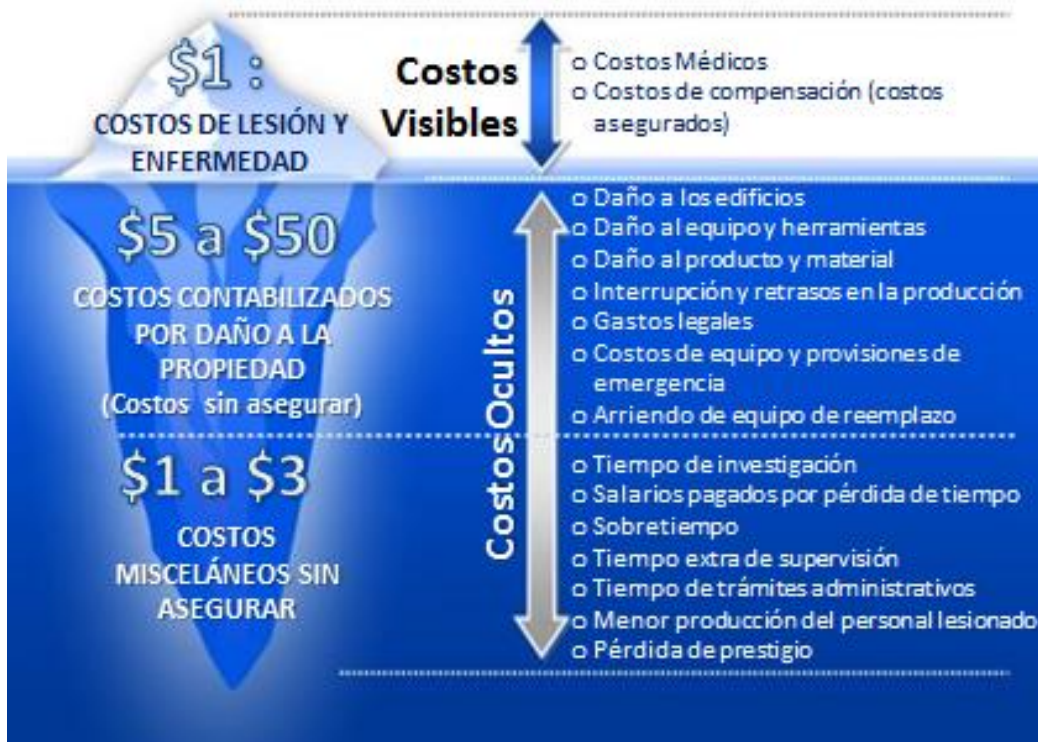 $1 :
COSTOS DE LESIÓN Y
ENFERMEDAD
Costos
Visibles
o Costos Médicos
o Costos de compensación (costos
asegurados)
$5 a $50
COSTOS CONTABILIZADOS
POR DAÑO A LA
PROPIEDAD
(Costos sin asegurar)
$1 a $3
COSTOS
MISCELÁNEOS SIN
ASEGURAR
Costos Ocultos
o Daño a los edificios
o Daño al equipo y herramientas
o Daño al producto y material
o Interrupción y retrasos en la producción
o Gastos legales
o Costos de equipo y provisiones de
emergencia
o Arriendo de equipo de reemplazo
o Tiempo de investigación
o Salarios pagados por pérdida de tiempo
o Sobretiempo
o Tiempo extra de supervisión
o Tiempo de trámites administrativos
o Menor producción del personal lesionado
o Pérdida de prestigio